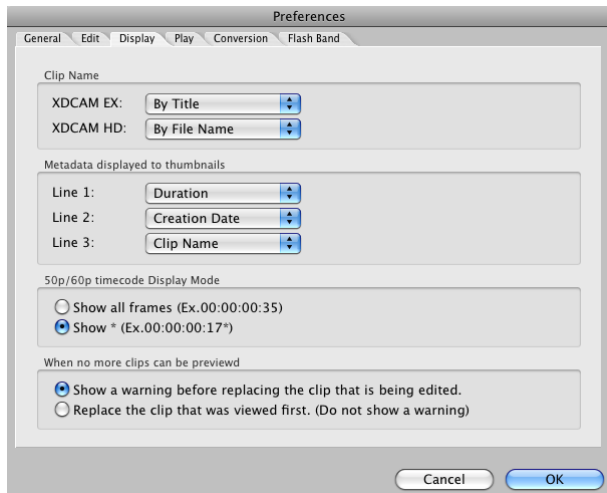 Preferences
General Edit Display Play Conversion Flash Band
Clip Name
XDCAM EX: By Title
XDCAM HD: By File Name
Metadata displayed to thumbnails
Line 1: Duration
Line 2: Creation Date
Line 3: Clip Name
50p/60p timecode Display Mode
Show all frames (Ex.00:00:00:35)
Show * (Ex.00:00:00:17*)
When no more clips can be previewd
Show a warning before replacing the clip that is being edited.
Replace the clip that was viewed first. (Do not show a warning)
Cancel OK